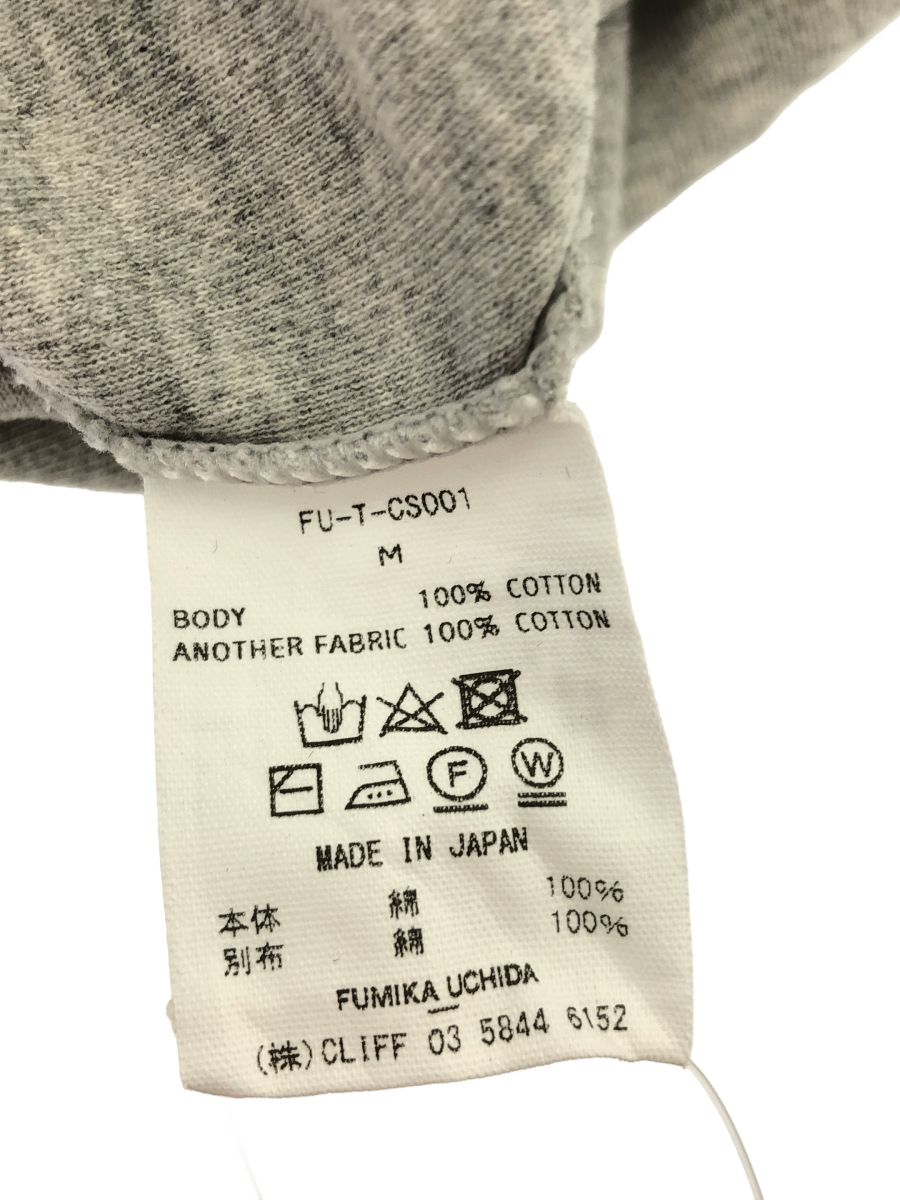 FU-T-CS001
M
BODY 100% COTTON
ANOTHER FABRIC 100% COTTON
F W
MADE IN JAPAN
本体 綿 100%
別布 綿 100%
FUMIKA UCHIDA
(株)CLIFF 03 5844 6152